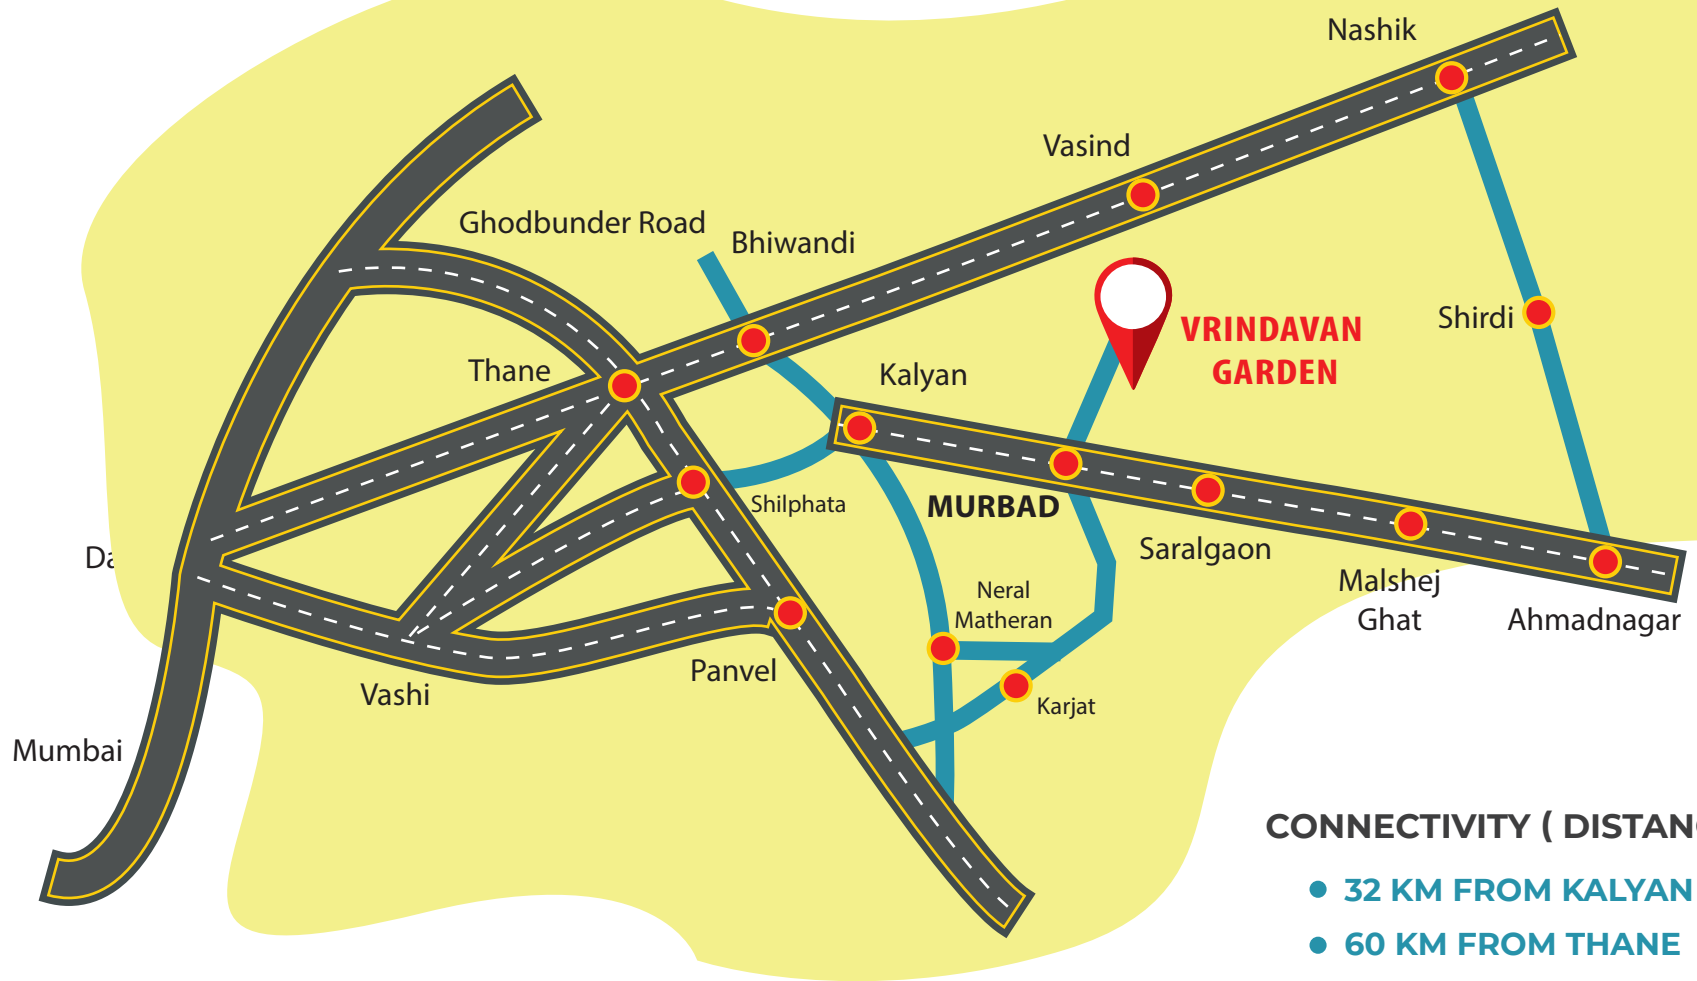 Nashik
Vasind
Ghodbunder Road
Bhiwandi
Thane
Kalyan
VRINDAVAN
GARDEN
Shirdi
Shilphata
MURBAD
Saralgaon
Malshej
Ghat
Ahmadnagar
Neral
Matheran
Panvel
Vashi
Karjat
Mumbai
CONNECTIVITY (
32 KM FROM KALYAN
60 KM FROM THANE